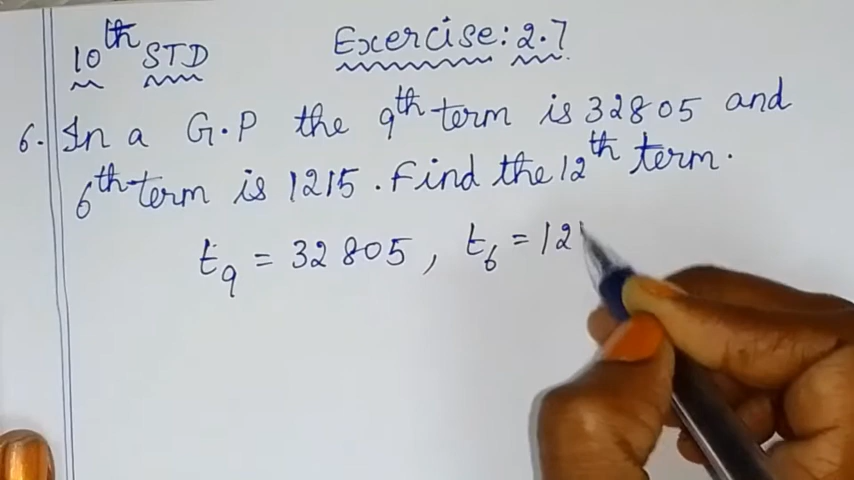 10th STD Exercise: 2.7
6. In a G.P the 9th term is 32805 and
6th term is 1215. Find the 12th term.
t9 = 32805, t6 = 12